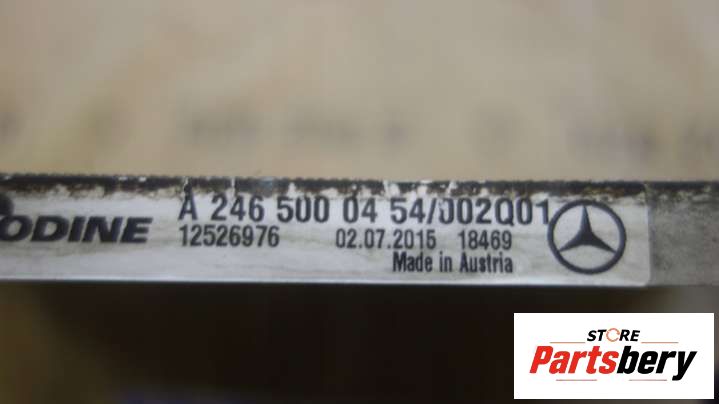 ODINE
A 246 500 04 54/002Q01
12526976 02.07.2015 18469
Made in Austria
STORE
Partsbery